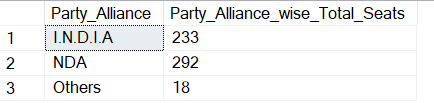 Party_Alliance Party_Alliance_wise_Total_Seats
1 I.N.D.I.A 233
2 NDA 292
3 Others 18